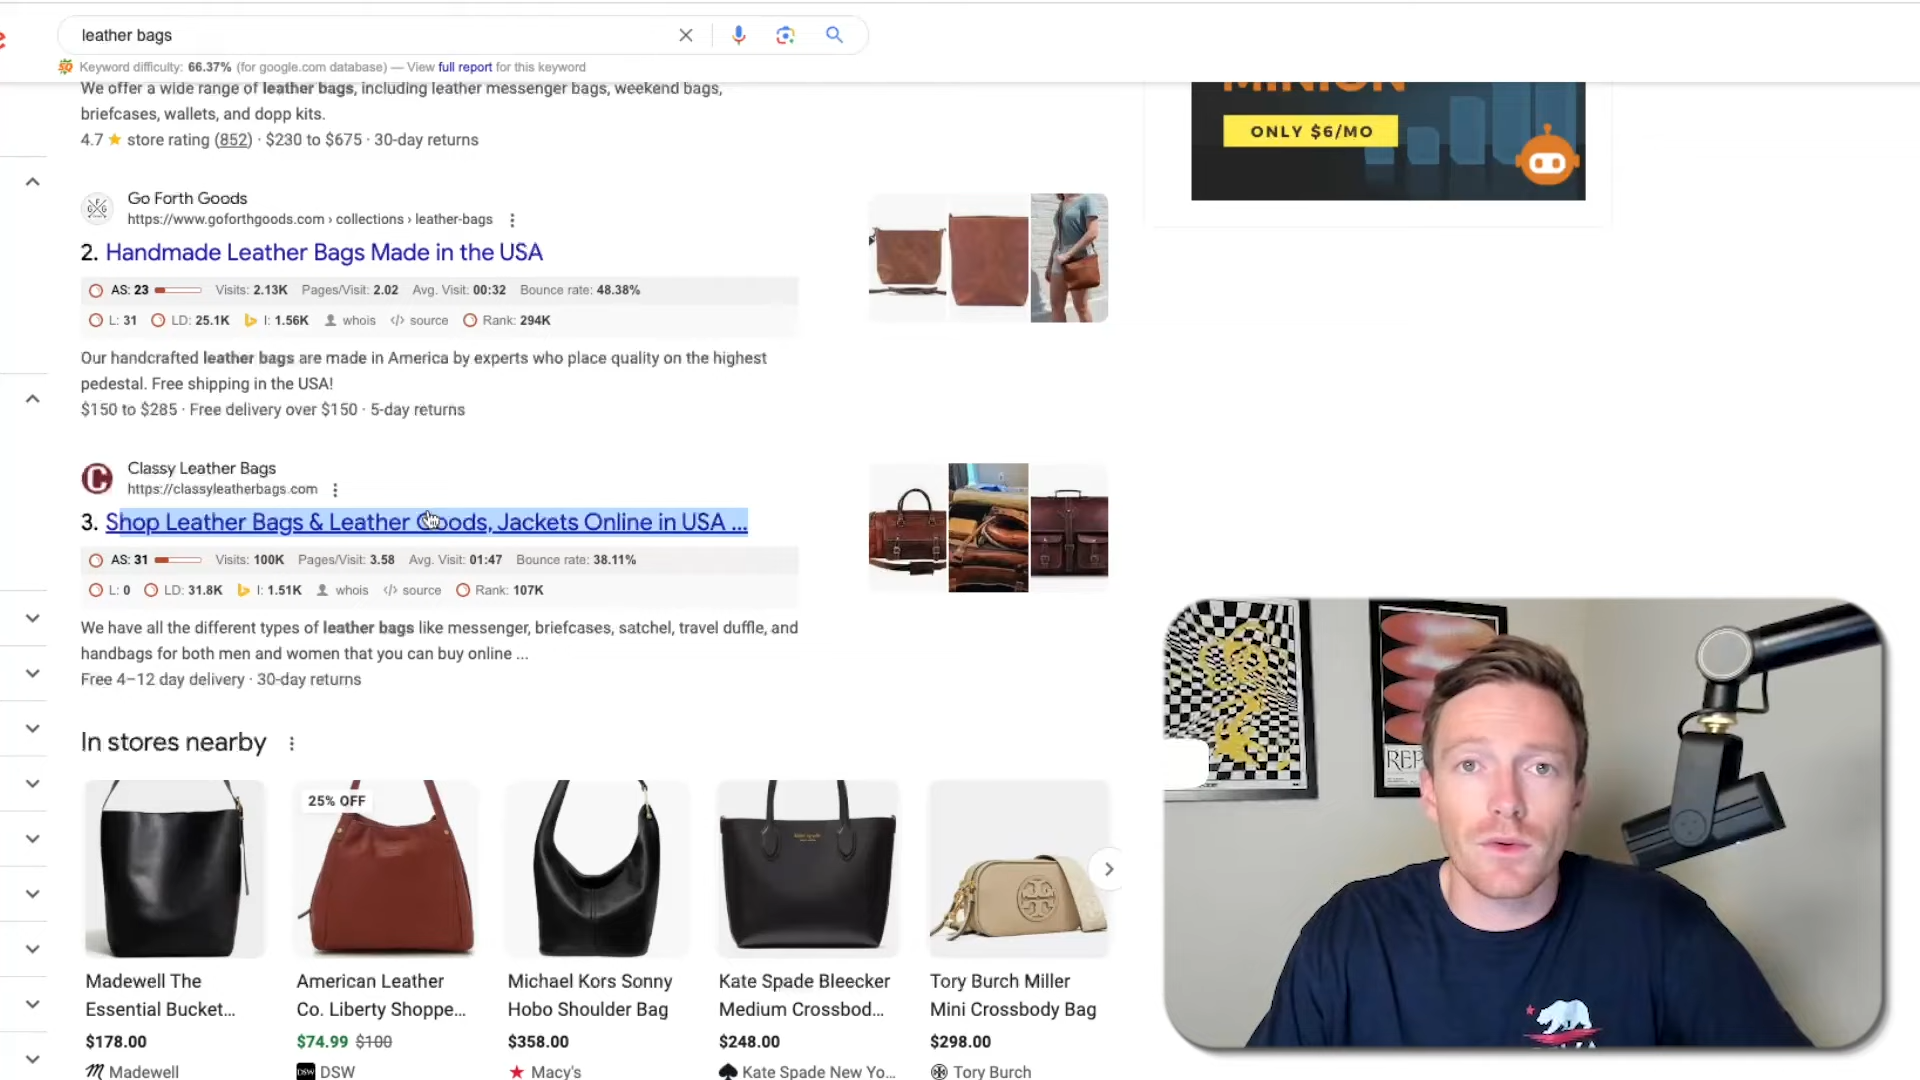 leather bags
Keyword difficulty: 66.37% (for google.com database) — View full report for this keyword
We offer a wide range of leather bags, including leather messenger bags, weekend bags,
briefcases, wallets, and dopp kits.
4.7 ★ store rating (852) · $230 to $675 · 30-day returns
MINION
ONLY $6/MO
Go Forth Goods
https://www.goforthgoods.com › collections › leather-bags
2. Handmade Leather Bags Made in the USA
AS: 23 Visits: 2.13K Pages/Visit: 2.02 Avg. Visit: 00:32 Bounce rate: 48.38%
L: 31 LD: 25.1K I: 1.56K whois </> source Rank: 294K
Our handcrafted leather bags are made in America by experts who place quality on the highest
pedestal. Free shipping in the USA!
$150 to $285 · Free delivery over $150 · 5-day returns
Classy Leather Bags
https://classyleatherbags.com
3. Shop Leather Bags & Leather Goods, Jackets Online in USA ...
AS: 31 Visits: 100K Pages/Visit: 3.58 Avg. Visit: 01:47 Bounce rate: 38.11%
L: 0 LD: 31.8K I: 1.51K whois </> source Rank: 107K
We have all the different types of leather bags like messenger, briefcases, satchel, travel duffle, and
handbags for both men and women that you can buy online ...
Free 4–12 day delivery · 30-day returns
In stores nearby
25% OFF
Madewell The
Essential Bucket...
$178.00
Madewell
American Leather
Co. Liberty Shoppe...
$74.99 $100
DSW DSW
Michael Kors Sonny
Hobo Shoulder Bag
$358.00
Macy's
Kate Spade Bleecker
Medium Crossbod...
$248.00
Kate Spade New Yo...
Tory Burch Miller
Mini Crossbody Bag
$298.00
Tory Burch